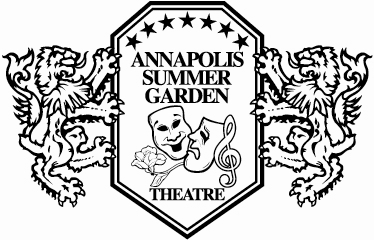 ANNAPOLIS
SUMMER
GARDEN
THEATRE